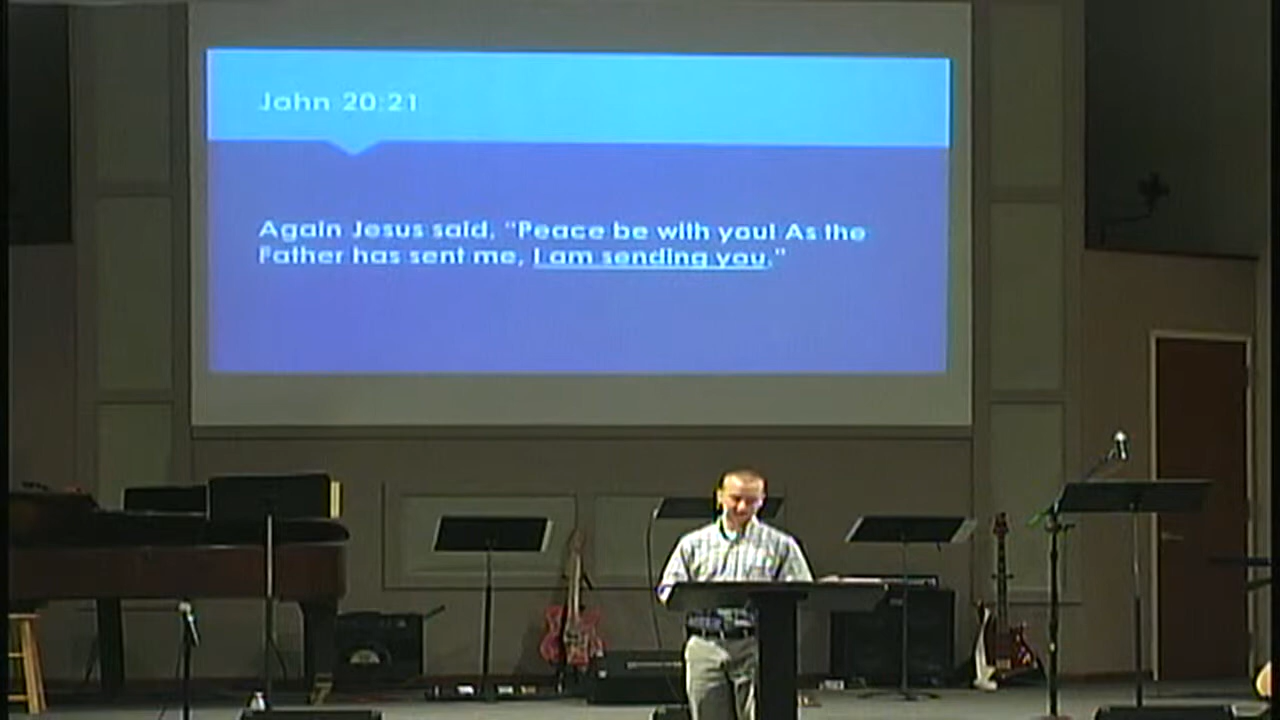 John 20:21
Again Jesus said, "Peace be with you! As the
Father has sent me, I am sending you."